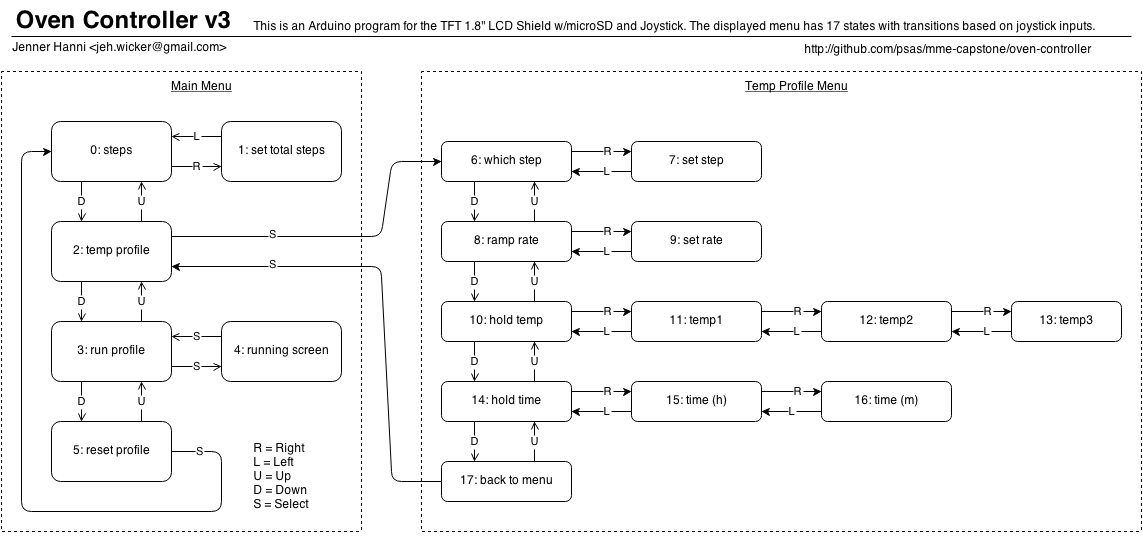 Oven Controller v3
This is an Arduino program for the TFT 1.8" LCD Shield w/microSD and Joystick. The displayed menu has 17 states with transitions based on joystick inputs.
Jenner Hanni <jeh.wicker@gmail.com>
http://github.com/psas/mme-capstone/oven-controller
Main Menu
0: steps
L
R
1: set total steps
D
U
2: temp profile
S
S
D
U
3: run profile
S
S
4: running screen
D
U
5: reset profile
S
R = Right
L = Left
U = Up
D = Down
S = Select
Temp Profile Menu
6: which step
R
L
7: set step
D
U
8: ramp rate
R
L
9: set rate
D
U
10: hold temp
R
L
11: temp1
R
L
12: temp2
R
L
13: temp3
D
U
14: hold time
R
L
15: time (h)
R
L
16: time (m)
D
U
17: back to menu